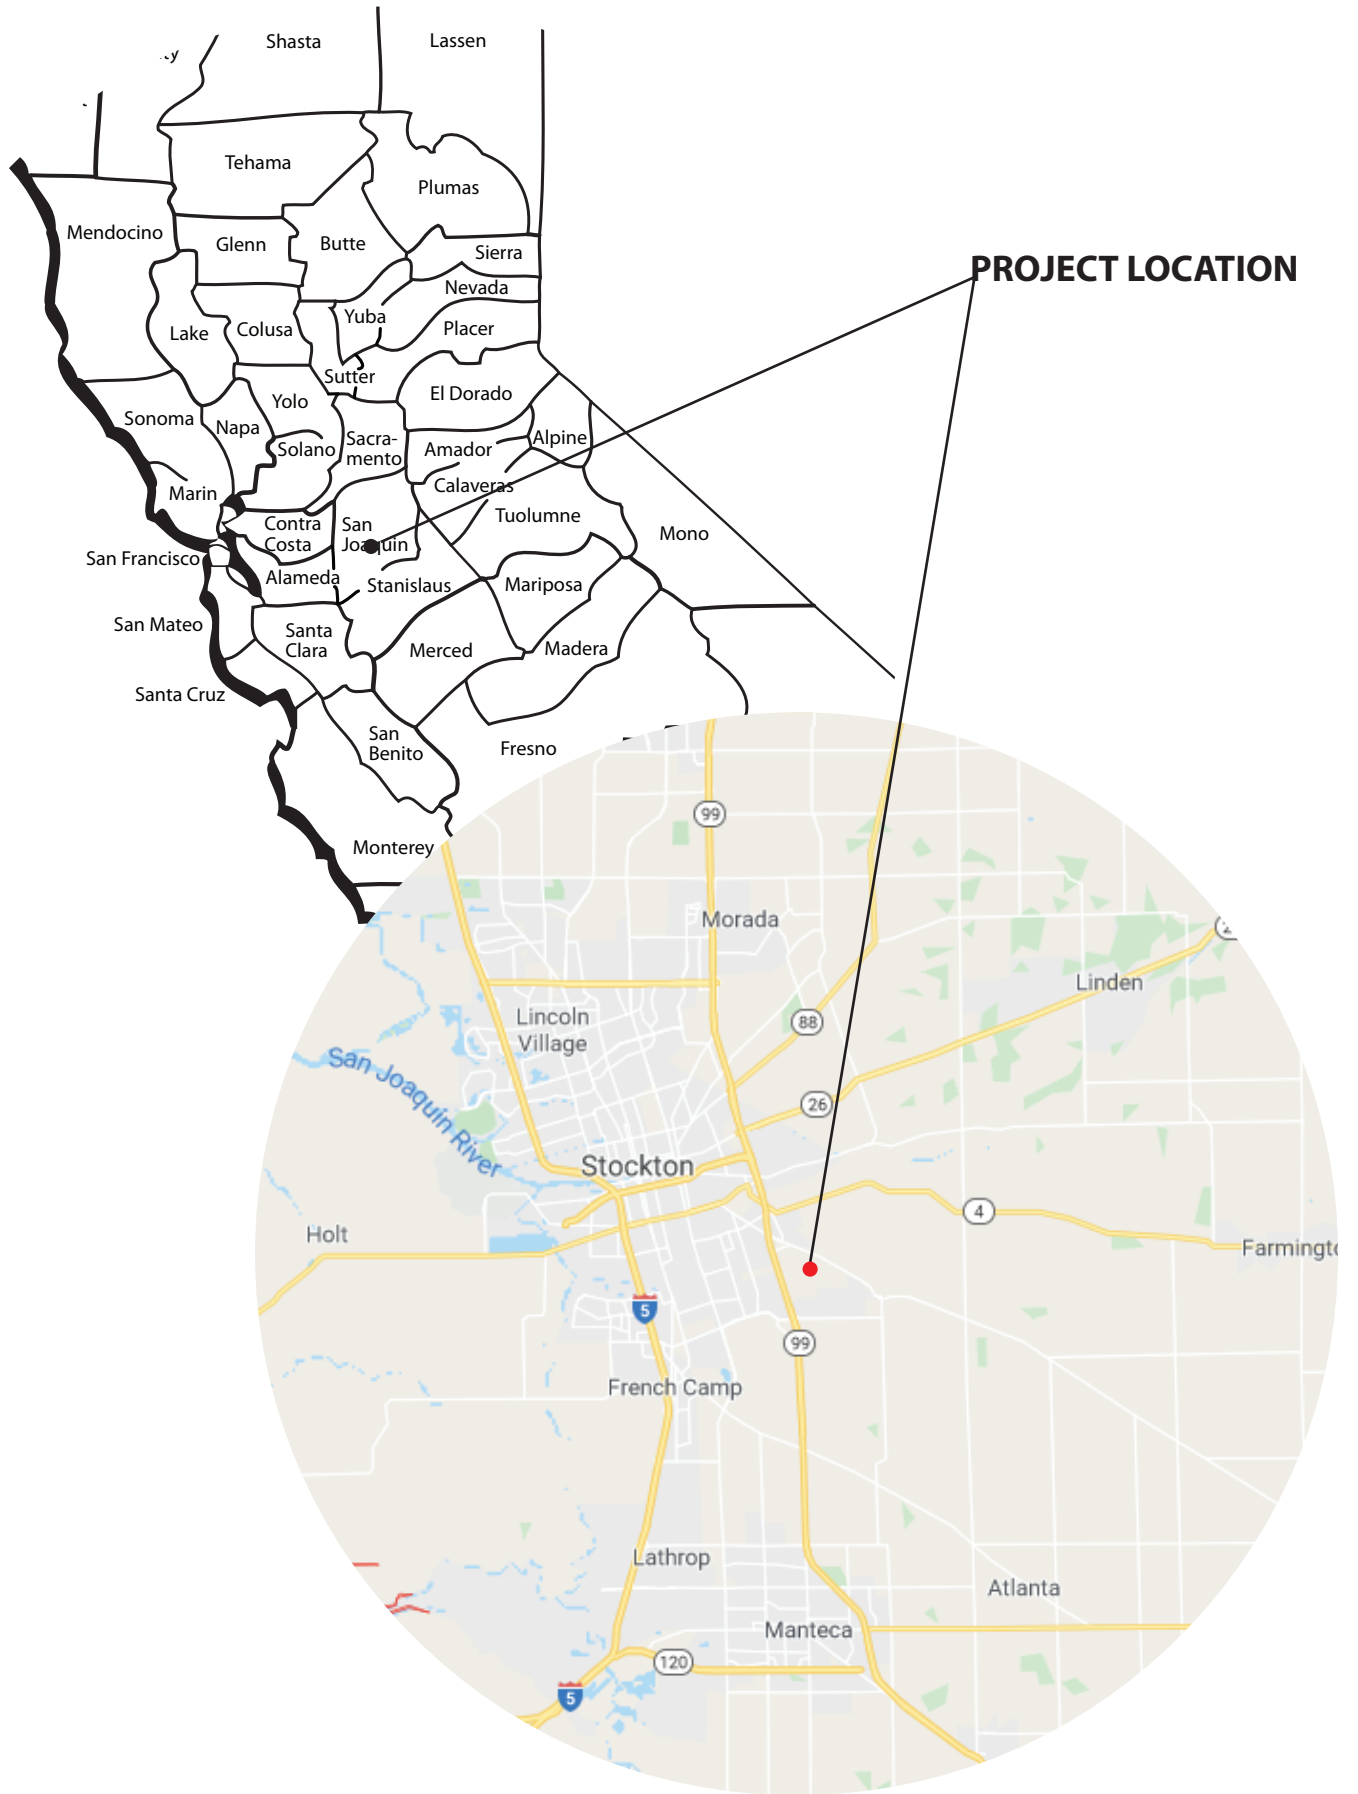 Shasta
Lassen
Tehama
Plumas
Mendocino
Glenn
Butte
Sierra
PROJECT LOCATION
Nevada
Yuba
Placer
Lake
Colusa
Sutter
El Dorado
Yolo
Sonoma
Napa
Sacra-
mento
Alpine
Solano
Amador
Calaveras
Marin
Tuolumne
Contra
Costa
San
Joaquin
Mono
San Francisco
Alameda
Stanislaus
Mariposa
San Mateo
Santa
Clara
Merced
Madera
Santa Cruz
San
Benito
Fresno
Monterey
99
Morada
Linden
Lincoln
Village
88
San Joaquin River
26
Stockton
4
Holt
Farmingto
5
99
French Camp
Lathrop
Atlanta
Manteca
120
5